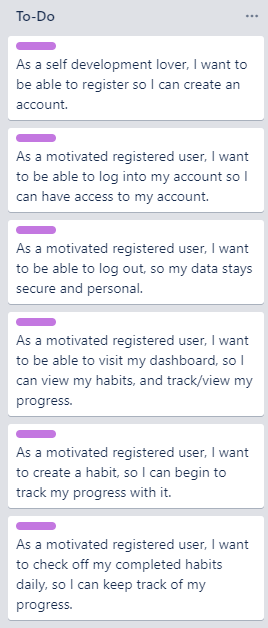 To-Do
As a self development lover, I want to
be able to register so I can create an
account.
As a motivated registered user, I want
to be able to log into my account so I
can have access to my account.
As a motivated registered user, I want
to be able to log out, so my data stays
secure and personal.
As a motivated registered user, I want
to be able to visit my dashboard, so I
can view my habits, and track/view my
progress.
As a motivated registered user, I want
to create a habit, so I can begin to
track my progress with it.
As a motivated registered user, I want
to check off my completed habits
daily, so I can keep track of my
progress.